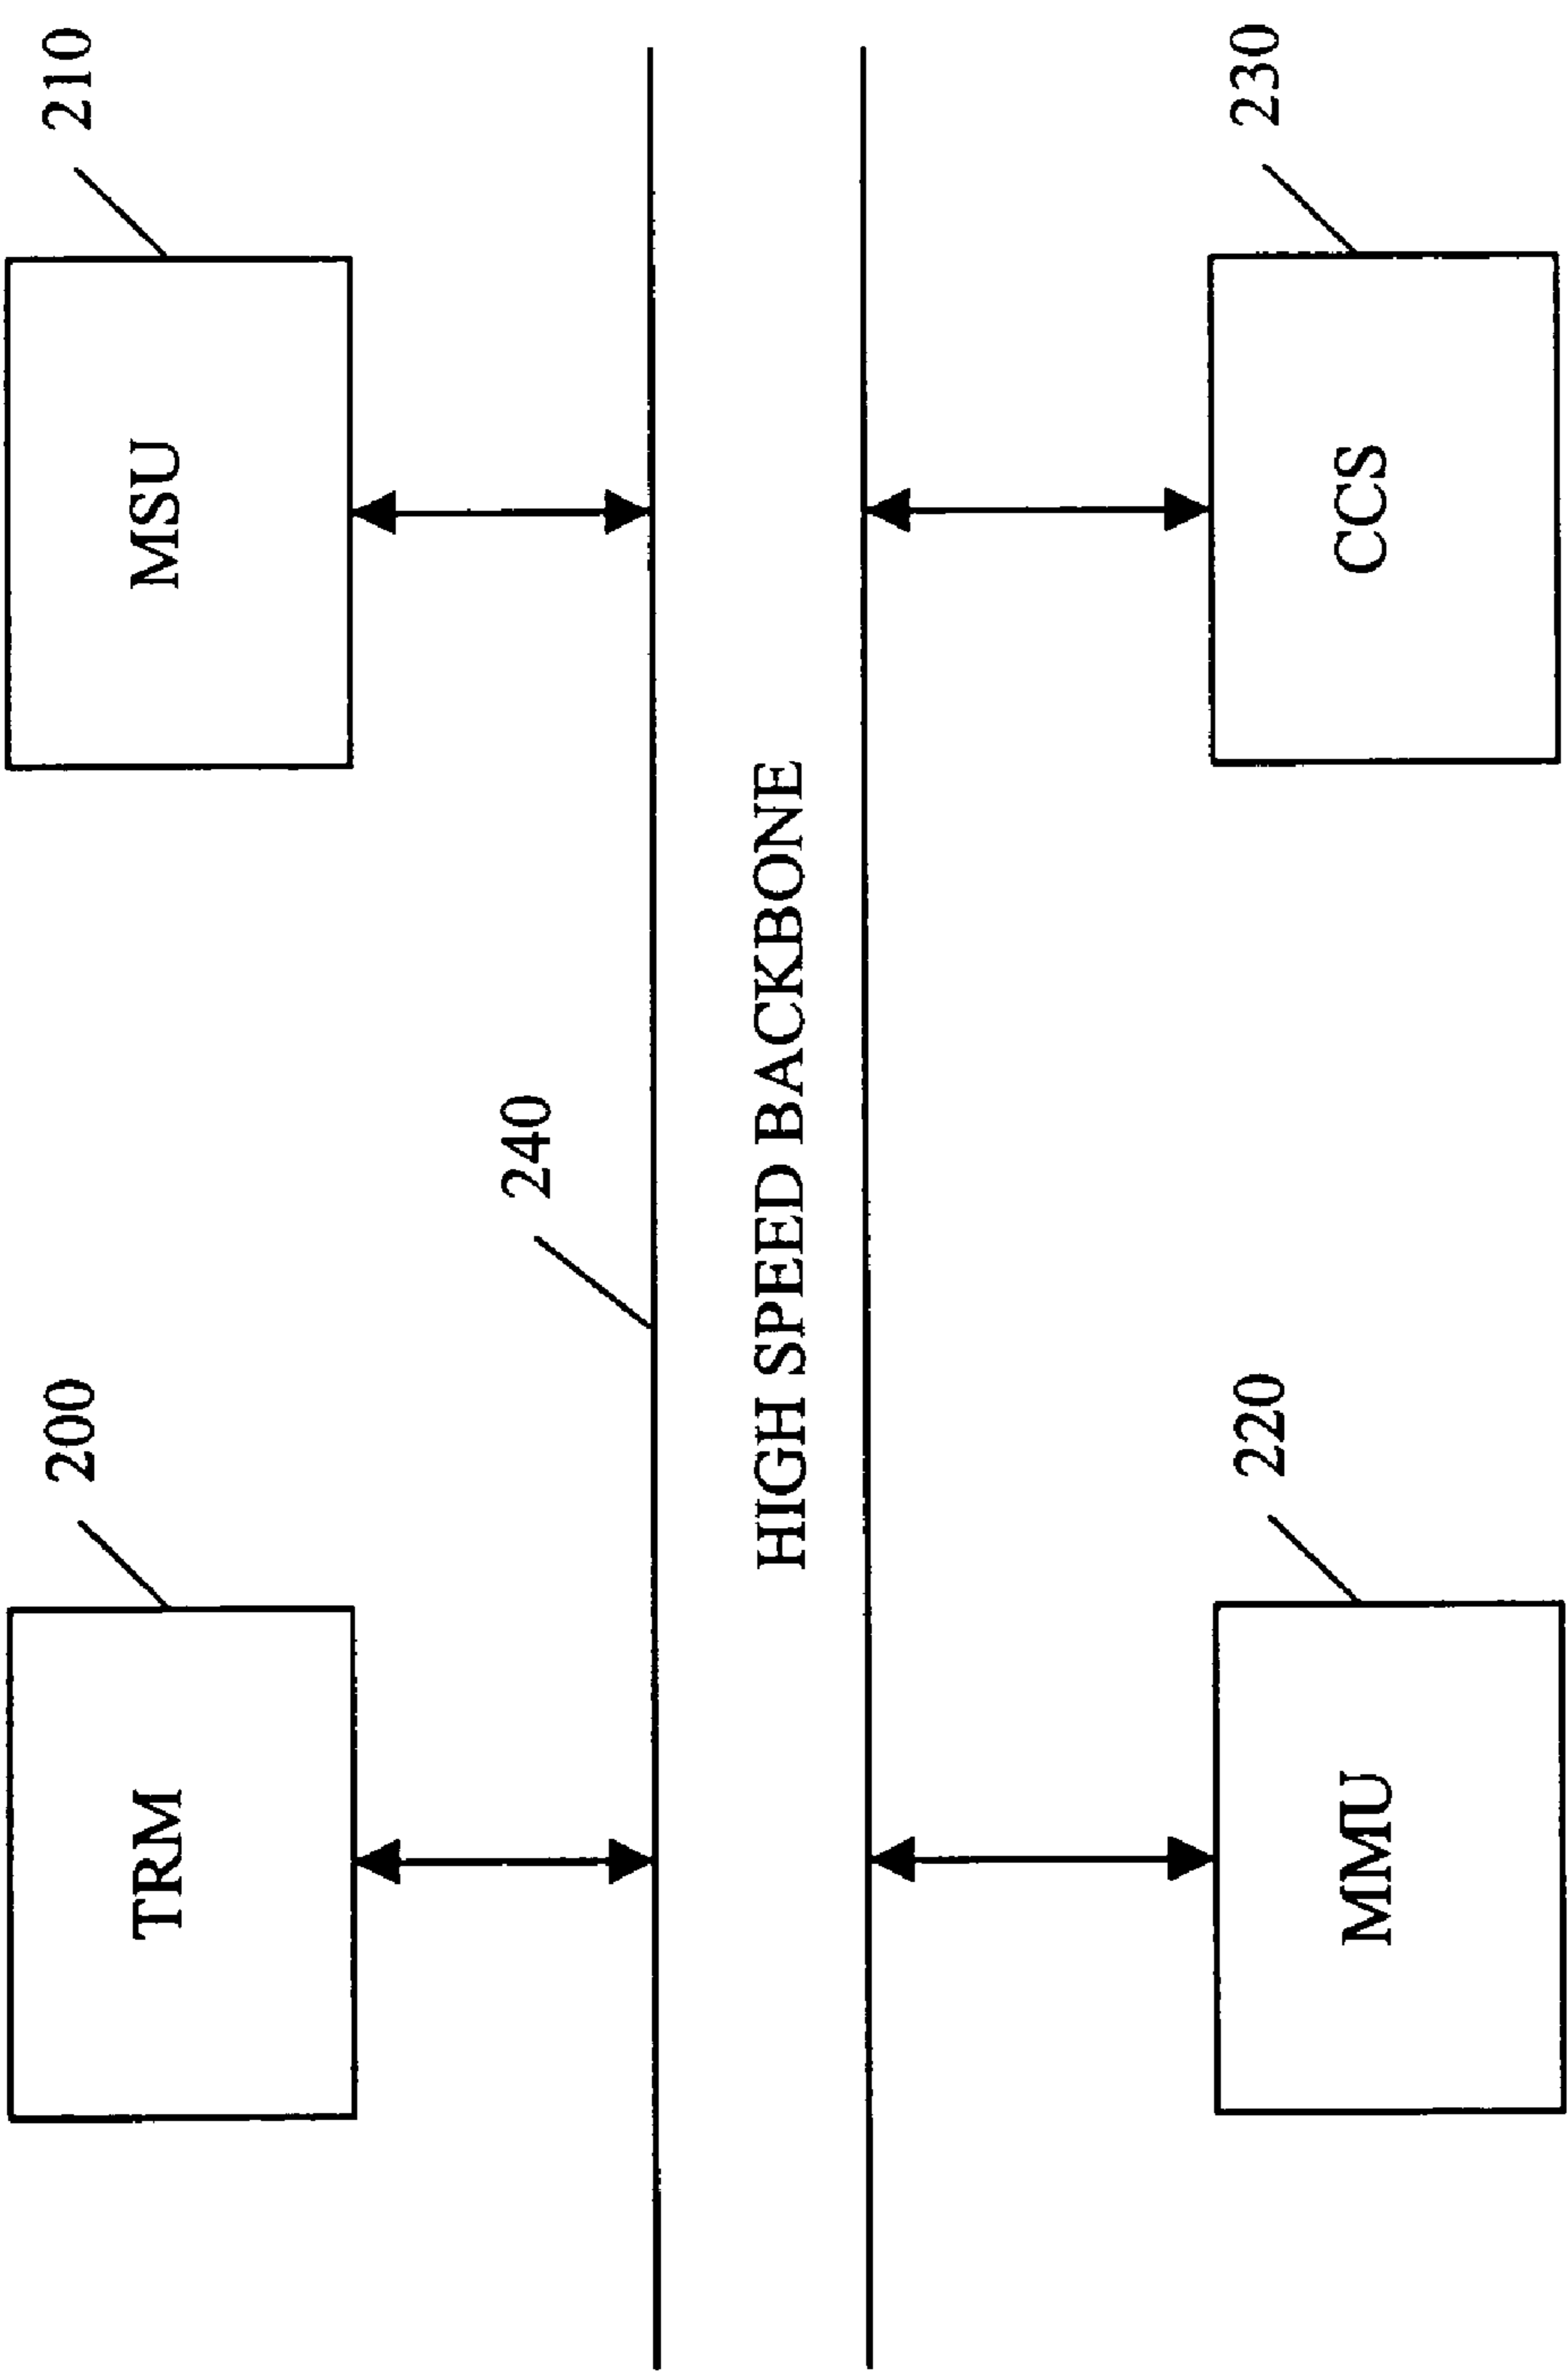 200
210
TRM
MSU
240
HIGH SPEED BACKBONE
220
230
MMU
CCS